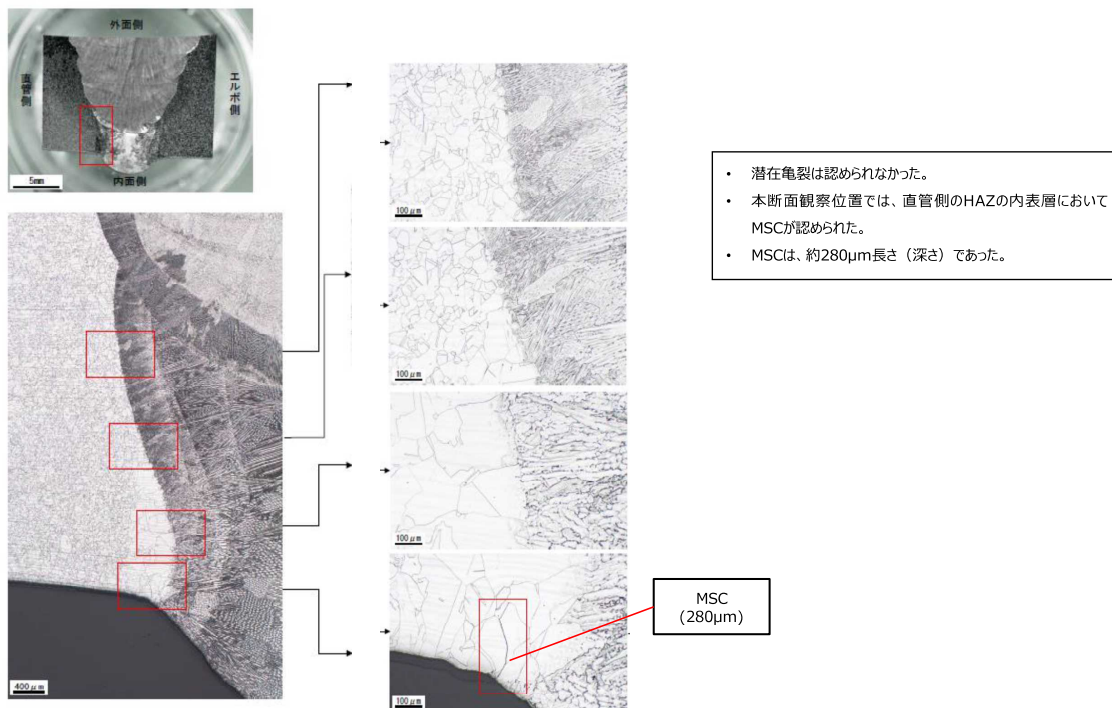 外面側
直管側
エルボ側
内面側
5mm
400μm
100μm
100μm
100μm
100μm
MSC
(280μm)
• 潜在亀裂は認められなかった。
• 本断面観察位置では、直管側のHAZの内表層において
MSCが認められた。
• MSCは、約280μm長さ（深さ）であった。